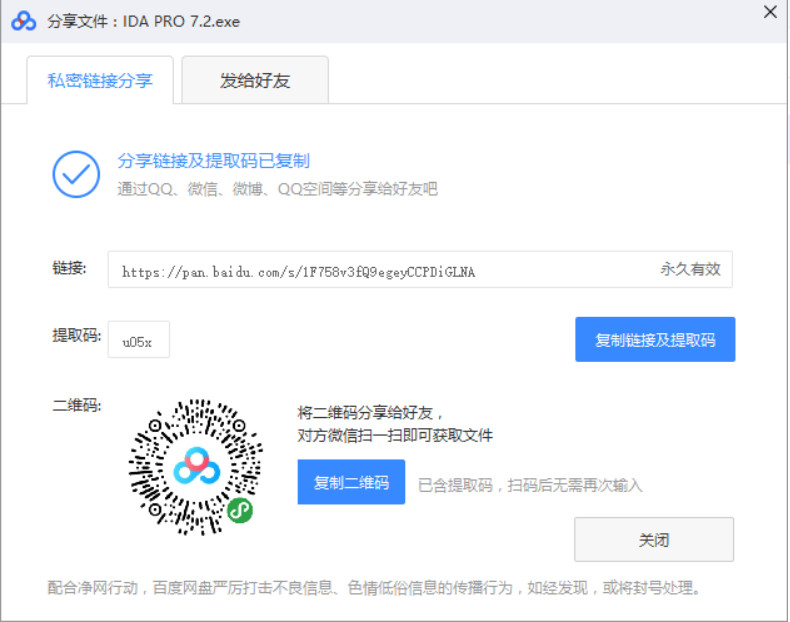 分享文件：IDA PRO 7.2.exe
私密链接分享
发给好友
分享链接及提取码已复制
通过QQ、微信、微博、QQ空间等分享给好友吧
链接:
https://pan.baidu.com/s/1F758v3fQ9egeyCCPDiGLNA
永久有效
提取码:
u05x
复制链接及提取码
二维码:
将二维码分享给好友，
对方微信扫一扫即可获取文件
复制二维码
已含提取码，扫码后无需再次输入
关闭
配合净网行动，百度网盘严厉打击不良信息、色情低俗信息的传播行为，如经发现，或将封号处理。